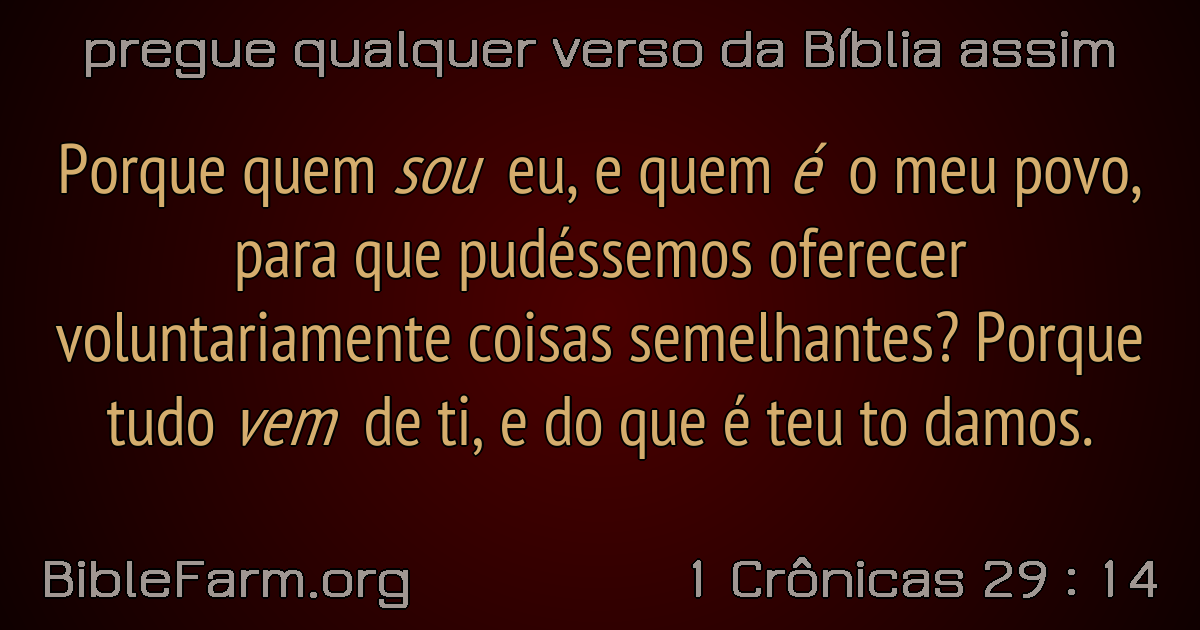 pregue qualquer verso da Bíblia assim
Porque quem sou eu, e quem é o meu povo,
para que pudéssemos oferecer
voluntariamente coisas semelhantes? Porque
tudo vem de ti, e do que é teu to damos.
BibleFarm.org
1 Crônicas 29 : 14